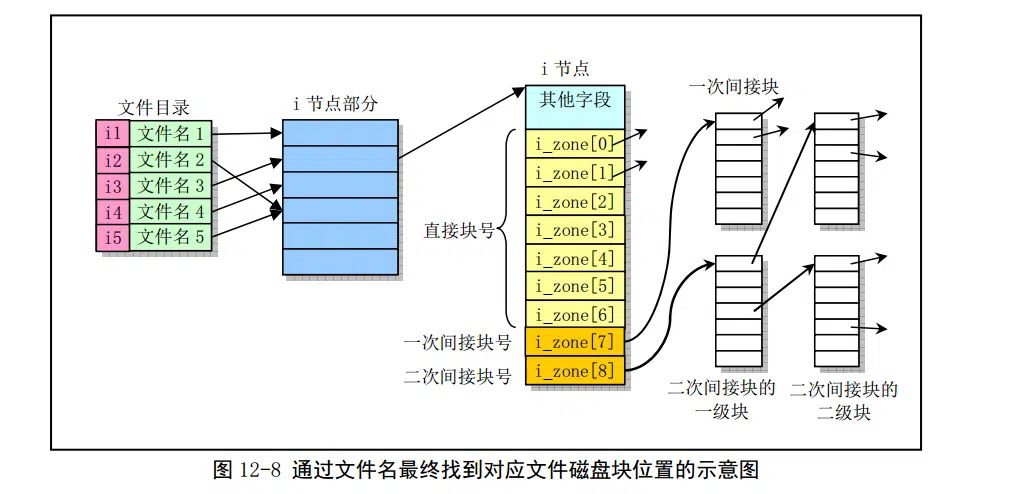 文件目录
i1 文件名 1
i2 文件名 2
i3 文件名 3
i4 文件名 4
i5 文件名 5
i 节点部分
i 节点
其他字段
i_zone[0]
i_zone[1]
i_zone[2]
i_zone[3]
i_zone[4]
i_zone[5]
i_zone[6]
i_zone[7]
i_zone[8]
直接块号
一次间接块号
二次间接块号
一次间接块
二次间接块的
一级块
二次间接块的
二级块
图 12-8 通过文件名最终找到对应文件磁盘块位置的示意图